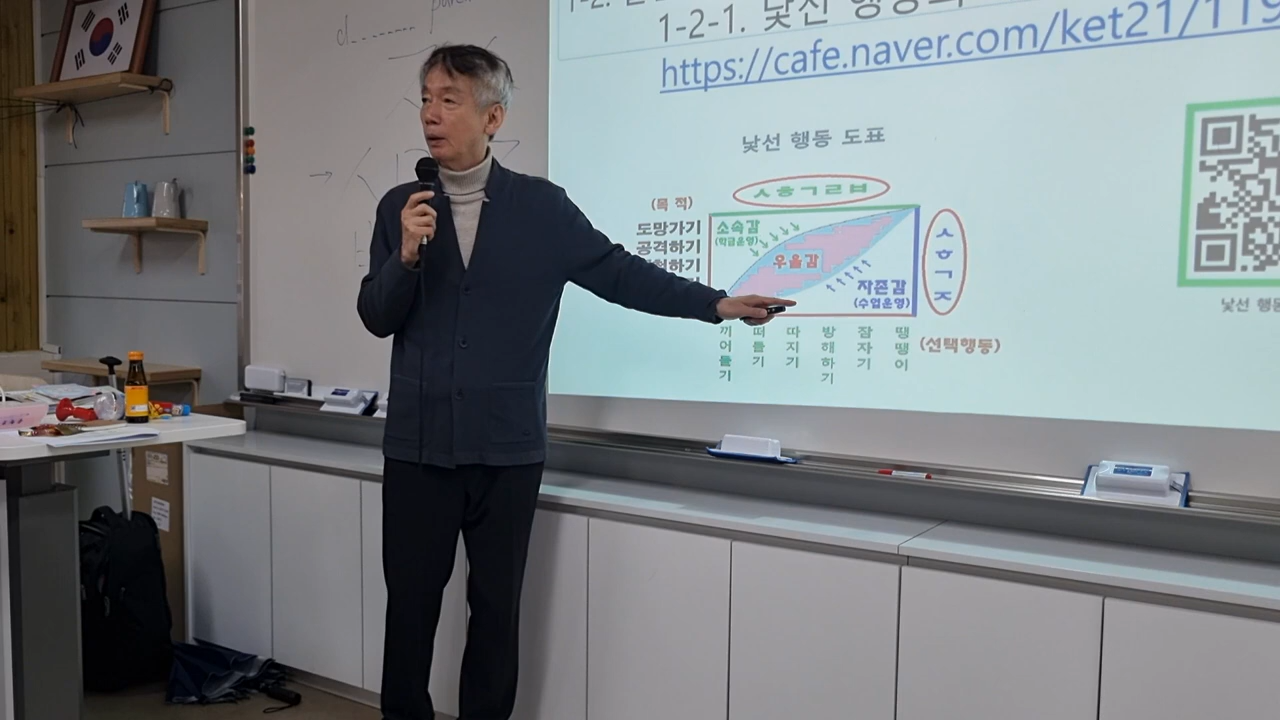 1-2-1. 낯선 행동
https://cafe.naver.com/ket21/119
낯선 행동 도표
ㅅㅎㄱㄹㅂ
(목 적)
도망가기
공격하기
소속감
(학급운영)
우울감
자존감
(수업운영)
ㅅㅎㄱㅈ
끼어들기
떠들기
따지기
방해하기
잠자기
땡땡이
(선택행동)
낯선 행동